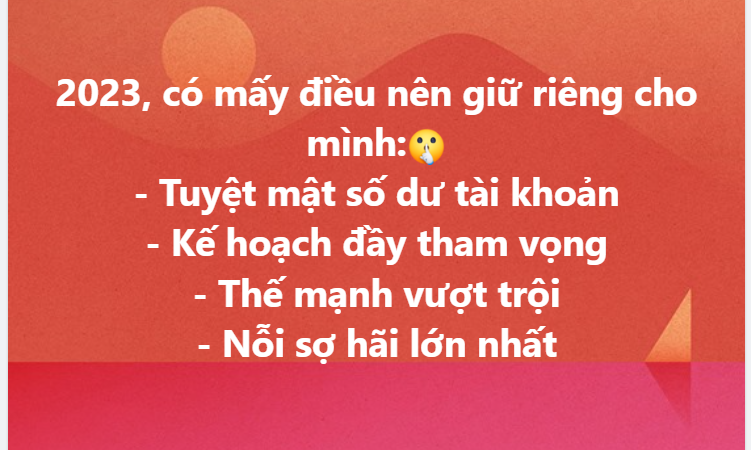 2023, có mấy điều nên giữ riêng cho
mình:🤫
- Tuyệt mật số dư tài khoản
- Kế hoạch đầy tham vọng
- Thế mạnh vượt trội
- Nỗi sợ hãi lớn nhất